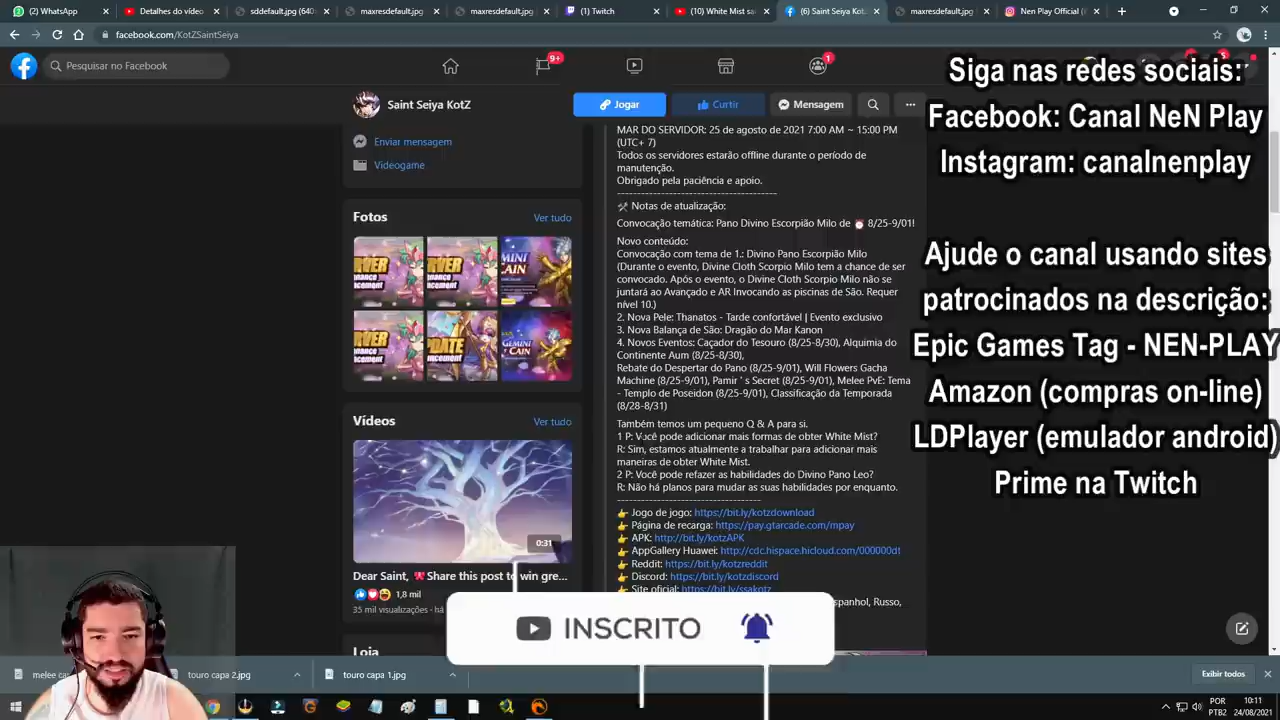 (2) WhatsApp
Detalhes do vídeo
sddefault.jpg (640
maxresdefault.jpg
maxresdefault.jpg
(1) Twitch
(10) White Mist sa
(6) Saint Seiya Kot
maxresdefault.jpg
Nen Play Official (
facebook.com/KotZSaintSeiya
Pesquisar no Facebook
9+
1
Saint Seiya KotZ
Jogar
Curtir
Mensagem
Enviar mensagem
Videogame
Fotos
Ver tudo
Vídeos
Ver tudo
0:31
Dear Saint, 🎀Share this post to win gre...
1,8 mil
35 mil visualizações · há
Loja
MAR DO SERVIDOR: 25 de agosto de 2021 7:00 AM ~ 15:00 PM
(UTC+ 7)
Todos os servidores estarão offline durante o período de
manutenção.
Obrigado pela paciência e apoio.
----------------------------------------
🛠 Notas de atualização:
Convocação temática: Pano Divino Escorpião Milo de ⏰ 8/25-9/01!
Novo conteúdo:
Convocação com tema de 1.: Divino Pano Escorpião Milo
(Durante o evento, Divine Cloth Scorpio Milo tem a chance de ser
convocado. Após o evento, o Divine Cloth Scorpio Milo não se
juntará ao Avançado e AR Invocando as piscinas de São. Requer
nível 10.)
2. Nova Pele: Thanatos - Tarde confortável | Evento exclusivo
3. Nova Balança de São: Dragão do Mar Kanon
4. Novos Eventos: Caçador do Tesouro (8/25-8/30), Alquimia do
Continente Aum (8/25-8/30),
Rebate do Despertar do Pano (8/25-9/01), Will Flowers Gacha
Machine (8/25-9/01), Pamir ' s Secret (8/25-9/01), Melee PvE: Tema
- Templo de Poseidon (8/25-9/01), Classificação da Temporada
(8/28-8/31)
Também temos um pequeno Q & A para si.
1 P: Você pode adicionar mais formas de obter White Mist?
R: Sim, estamos atualmente a trabalhar para adicionar mais
maneiras de obter White Mist.
2 P: Você pode refazer as habilidades do Divino Pano Leo?
R: Não há planos para mudar as suas habilidades por enquanto.
-------------------------------------
👉 Jogo de jogo: https://bit.ly/kotzdownload
👉 Página de recarga: https://pay.gtarcade.com/mpay
👉 APK: http://bit.ly/kotzAPK
👉 AppGallery Huawei: http://cdc.hispace.hicloud.com/000000dt
👉 Reddit: https://bit.ly/kotzreddit
👉 Discord: https://bit.ly/kotzdiscord
👉 Site oficial: https://bit.ly/ssakotz
Russo,
INSCRITO
Siga nas redes sociais:
Facebook: Canal NeN Play
Instagram: canalnenplay
Ajude o canal usando sites
patrocinados na descrição:
Epic Games Tag - NEN-PLAY
Amazon (compras on-line)
LDPlayer (emulador android)
Prime na Twitch
melee ca
touro capa 2.jpg
touro capa 1.jpg
Exibir todos
POR
PTB2
10:11
24/08/2021